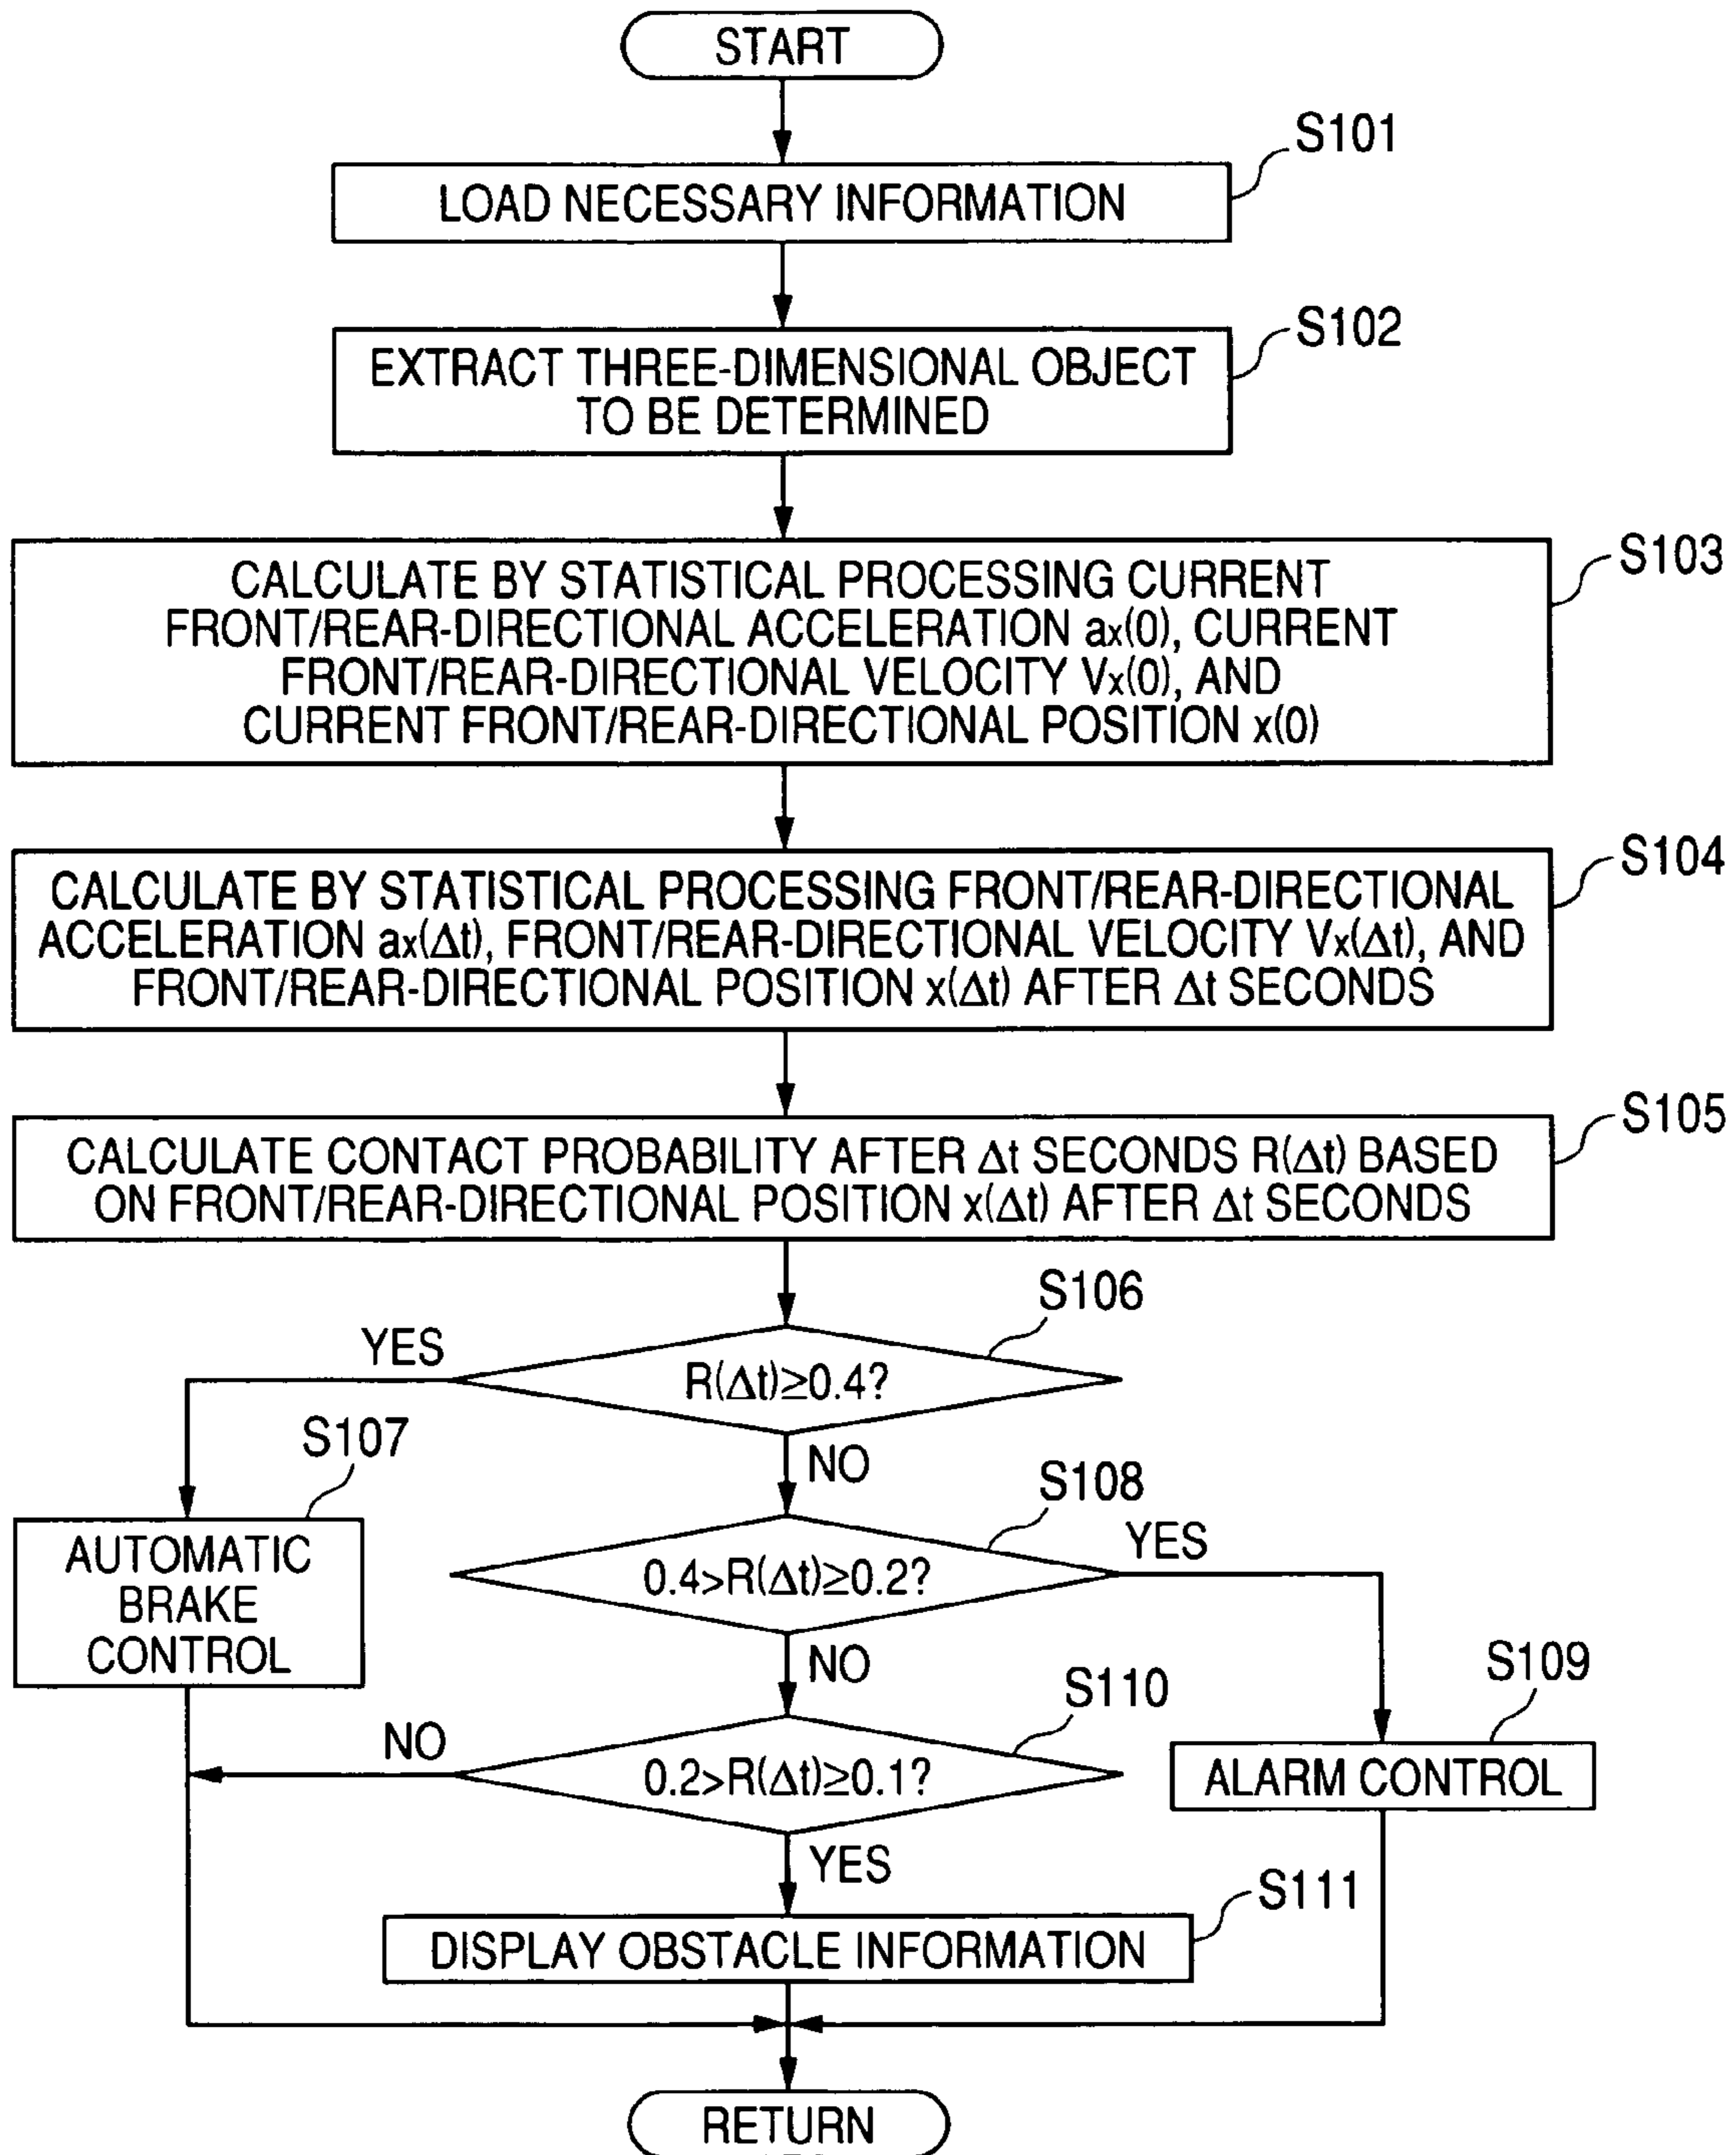 START
S101
LOAD NECESSARY INFORMATION
S102
EXTRACT THREE-DIMENSIONAL OBJECT
TO BE DETERMINED
S103
CALCULATE BY STATISTICAL PROCESSING CURRENT
FRONT/REAR-DIRECTIONAL ACCELERATION ax(0), CURRENT
FRONT/REAR-DIRECTIONAL VELOCITY Vx(0), AND
CURRENT FRONT/REAR-DIRECTIONAL POSITION x(0)
S104
CALCULATE BY STATISTICAL PROCESSING FRONT/REAR-DIRECTIONAL
ACCELERATION ax(Δt), FRONT/REAR-DIRECTIONAL VELOCITY Vx(Δt), AND
FRONT/REAR-DIRECTIONAL POSITION x(Δt) AFTER Δt SECONDS
S105
CALCULATE CONTACT PROBABILITY AFTER Δt SECONDS R(Δt) BASED
ON FRONT/REAR-DIRECTIONAL POSITION x(Δt) AFTER Δt SECONDS
S106
YES
R(Δt)≥0.4?
S107
NO
S108
AUTOMATIC
BRAKE
CONTROL
YES
0.4>R(Δt)≥0.2?
NO
S109
S110
NO
0.2>R(Δt)≥0.1?
ALARM CONTROL
YES
S111
DISPLAY OBSTACLE INFORMATION
RETURN